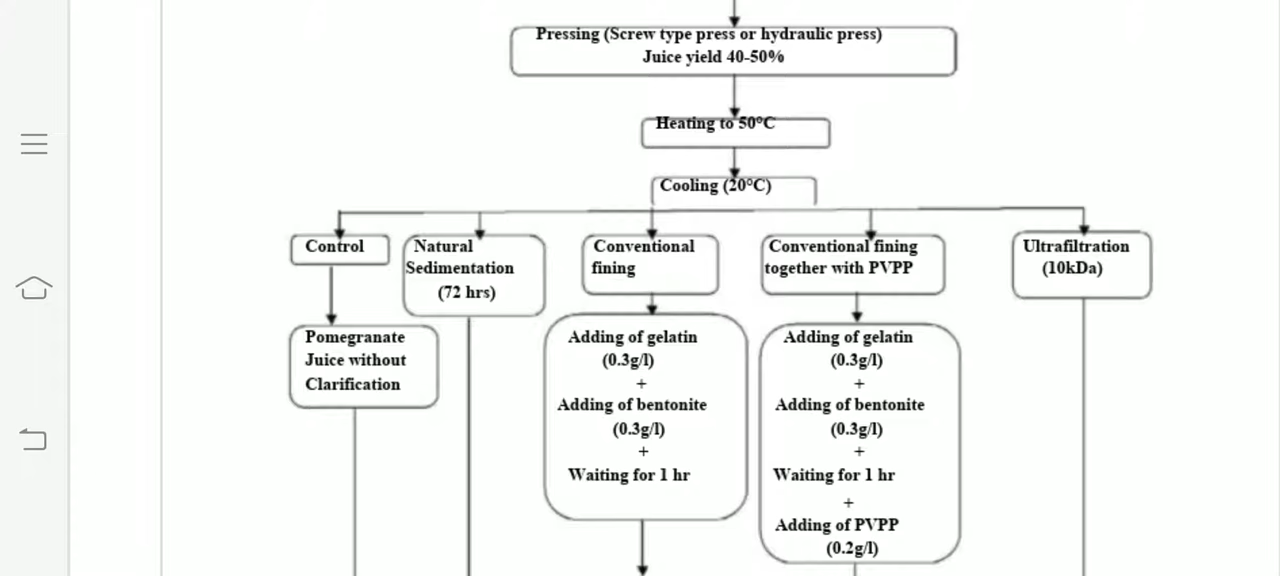 Pressing (Screw type press or hydraulic press)
Juice yield 40-50%
Heating to 50°C
Cooling (20°C)
Control
Natural
Sedimentation
(72 hrs)
Conventional
fining
Conventional fining
together with PVPP
Ultrafiltration
(10kDa)
Pomegranate
Juice without
Clarification
Adding of gelatin
(0.3g/l)
+
Adding of bentonite
(0.3g/l)
+
Waiting for 1 hr
Adding of gelatin
(0.3g/l)
+
Adding of bentonite
(0.3g/l)
+
Waiting for 1 hr
+
Adding of PVPP
(0.2g/l)